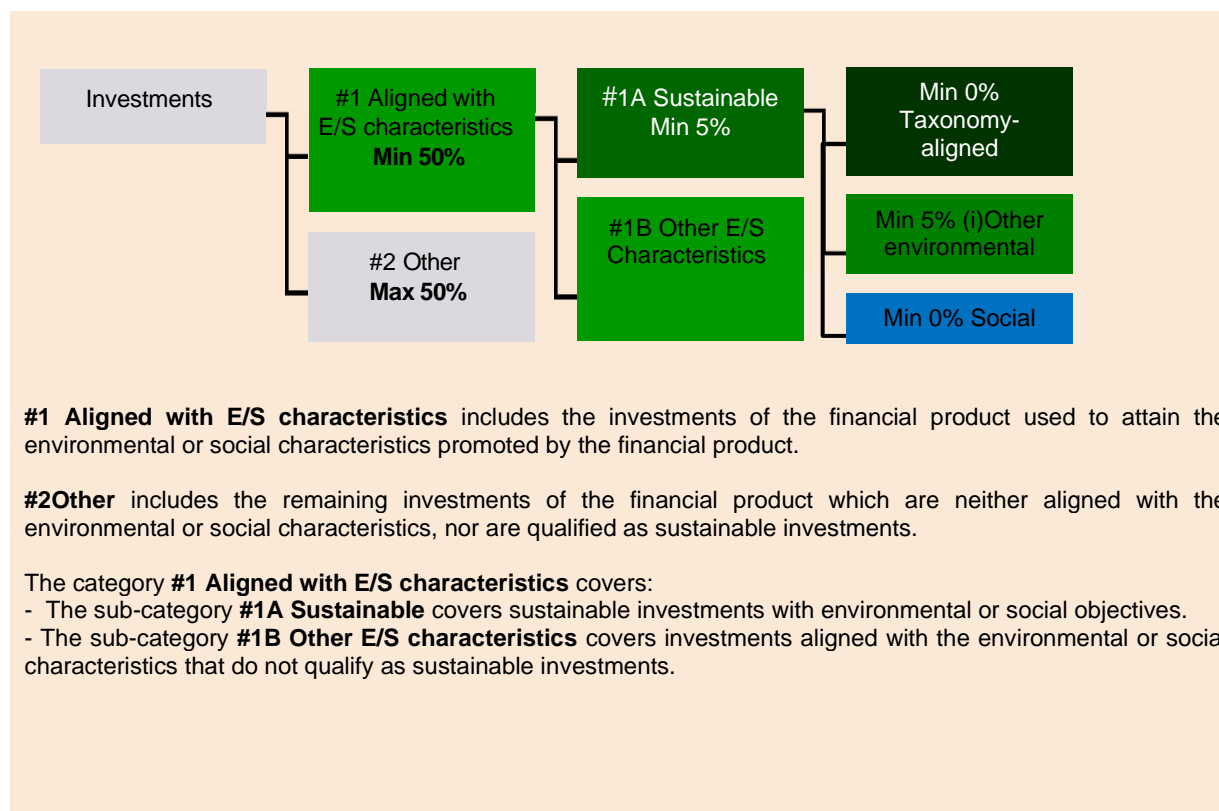 Investments
#1 Aligned with
E/S characteristics
Min 50%
#2 Other
Max 50%
#1A Sustainable
Min 5%
#1B Other E/S
Characteristics
Min 0%
Taxonomy-
aligned
Min 5% (i)Other
environmental
Min 0% Social
#1 Aligned with E/S characteristics includes the investments of the financial product used to attain the
environmental or social characteristics promoted by the financial product.
#2Other includes the remaining investments of the financial product which are neither aligned with the
environmental or social characteristics, nor are qualified as sustainable investments.
The category #1 Aligned with E/S characteristics covers:
- The sub-category #1A Sustainable covers sustainable investments with environmental or social objectives.
- The sub-category #1B Other E/S characteristics covers investments aligned with the environmental or social
characteristics that do not qualify as sustainable investments.